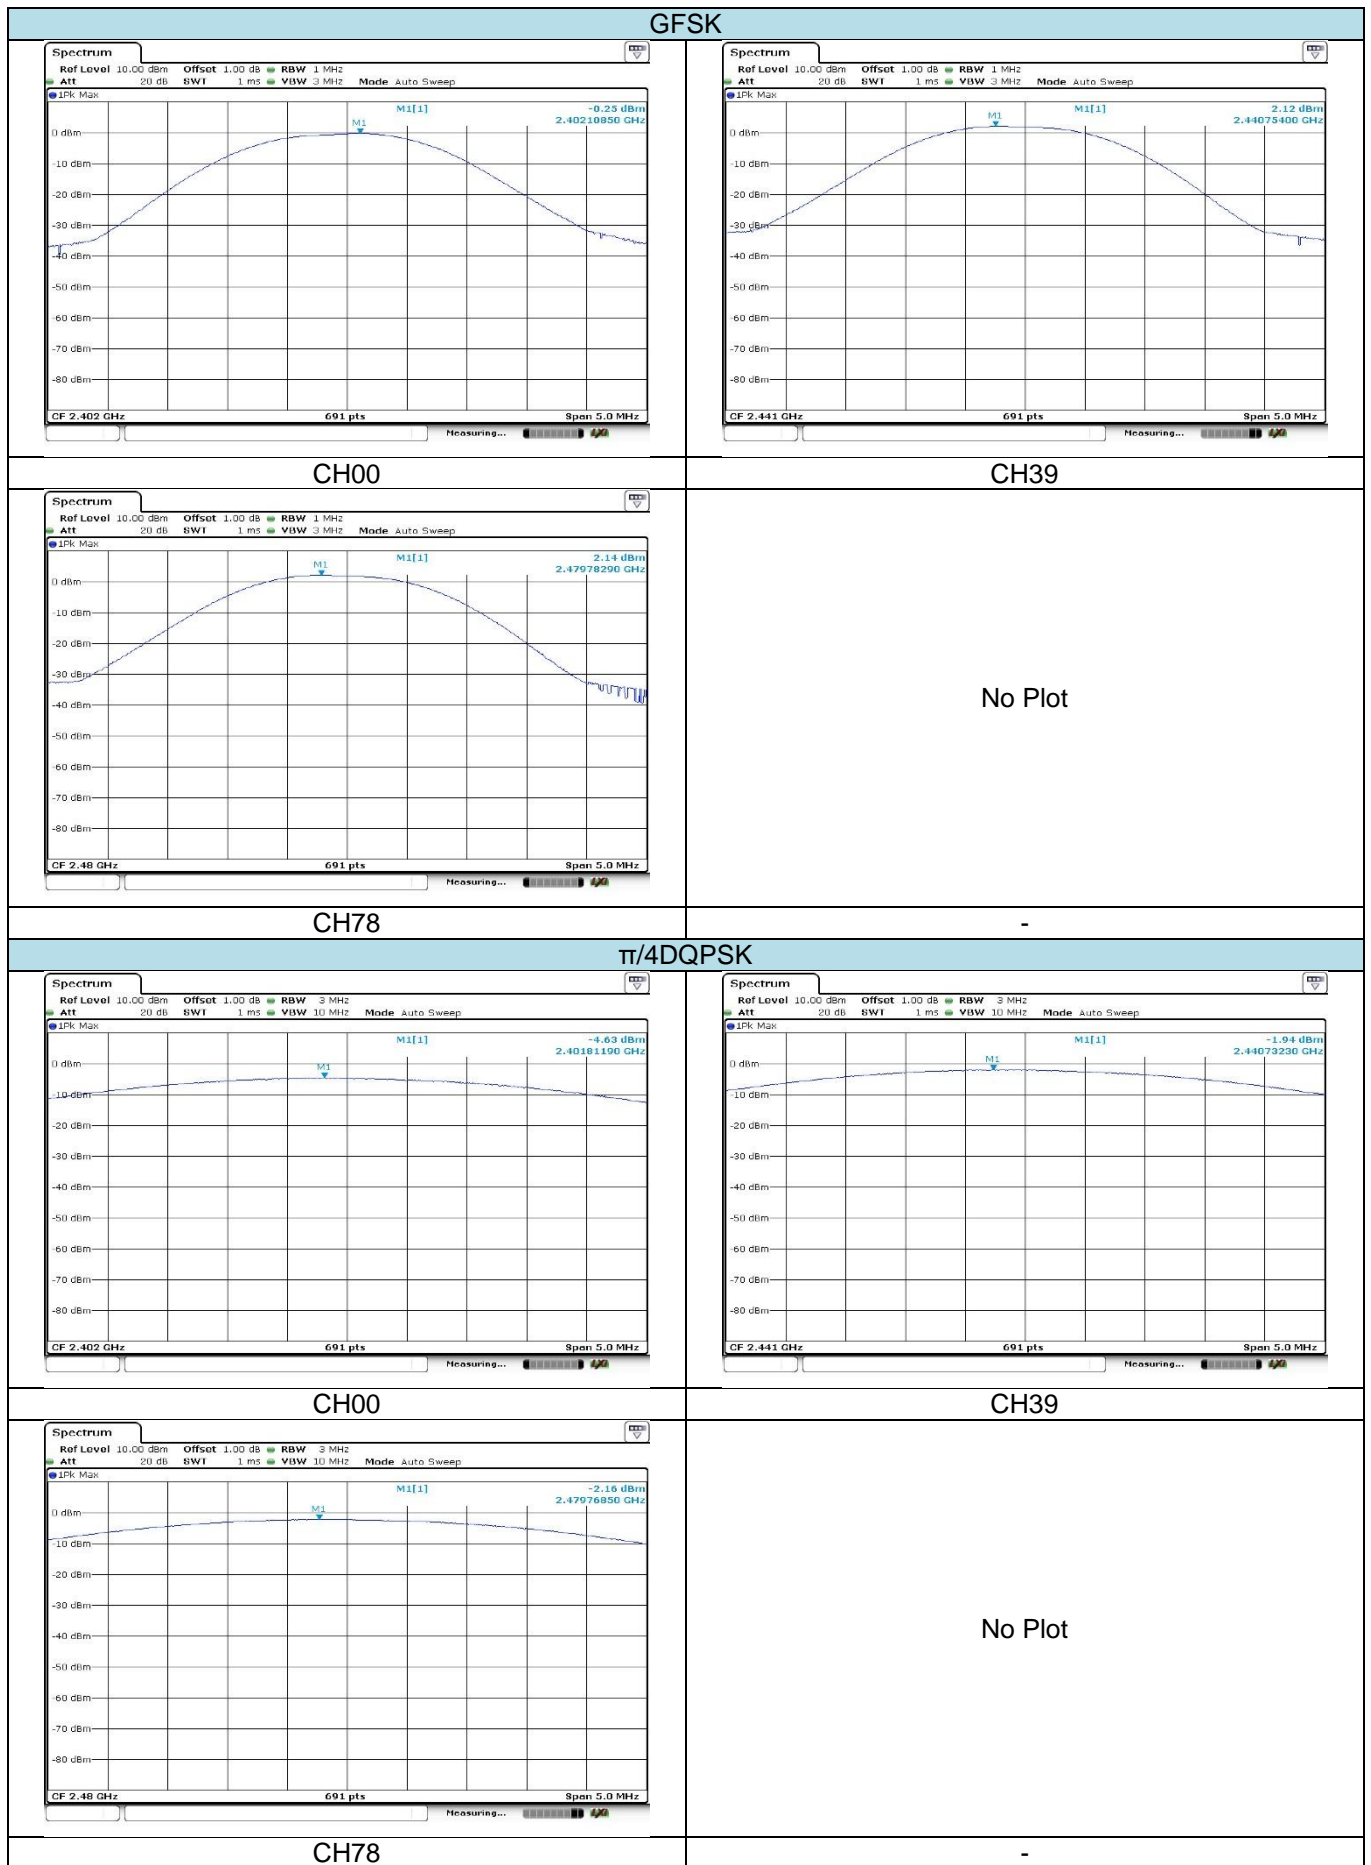 GFSK
Spectrum
Ref Level 10.00 dBm Offset 1.00 dB RBW 1 MHz
Att 20 dB SWT 1 ms VBW 3 MHz Mode Auto Sweep
1Pk Max
M1[1] -0.25 dBm
2.40210850 GHz
M1
0 dBm
-10 dBm
-20 dBm
-30 dBm
-40 dBm
-50 dBm
-60 dBm
-70 dBm
-80 dBm
CF 2.402 GHz 691 pts Span 5.0 MHz
Measuring...
Spectrum
Ref Level 10.00 dBm Offset 1.00 dB RBW 1 MHz
Att 20 dB SWT 1 ms VBW 3 MHz Mode Auto Sweep
1Pk Max
M1[1] 2.12 dBm
2.44075400 GHz
M1
0 dBm
-10 dBm
-20 dBm
-30 dBm
-40 dBm
-50 dBm
-60 dBm
-70 dBm
-80 dBm
CF 2.441 GHz 691 pts Span 5.0 MHz
Measuring...
CH00 CH39
Spectrum
Ref Level 10.00 dBm Offset 1.00 dB RBW 1 MHz
Att 20 dB SWT 1 ms VBW 3 MHz Mode Auto Sweep
1Pk Max
M1[1] 2.14 dBm
2.47978290 GHz
M1
0 dBm
-10 dBm
-20 dBm
-30 dBm
-40 dBm
-50 dBm
-60 dBm
-70 dBm
-80 dBm
CF 2.48 GHz 691 pts Span 5.0 MHz
Measuring...
No Plot
CH78 -
π/4DQPSK
Spectrum
Ref Level 10.00 dBm Offset 1.00 dB RBW 3 MHz
Att 20 dB SWT 1 ms VBW 10 MHz Mode Auto Sweep
1Pk Max
M1[1] -4.63 dBm
2.40181190 GHz
M1
0 dBm
-10 dBm
-20 dBm
-30 dBm
-40 dBm
-50 dBm
-60 dBm
-70 dBm
-80 dBm
CF 2.402 GHz 691 pts Span 5.0 MHz
Measuring...
Spectrum
Ref Level 10.00 dBm Offset 1.00 dB RBW 3 MHz
Att 20 dB SWT 1 ms VBW 10 MHz Mode Auto Sweep
1Pk Max
M1[1] -1.94 dBm
2.44073230 GHz
M1
0 dBm
-10 dBm
-20 dBm
-30 dBm
-40 dBm
-50 dBm
-60 dBm
-70 dBm
-80 dBm
CF 2.441 GHz 691 pts Span 5.0 MHz
Measuring...
CH00 CH39
Spectrum
Ref Level 10.00 dBm Offset 1.00 dB RBW 3 MHz
Att 20 dB SWT 1 ms VBW 10 MHz Mode Auto Sweep
1Pk Max
M1[1] -2.16 dBm
2.47976850 GHz
M1
0 dBm
-10 dBm
-20 dBm
-30 dBm
-40 dBm
-50 dBm
-60 dBm
-70 dBm
-80 dBm
CF 2.48 GHz 691 pts Span 5.0 MHz
Measuring...
No Plot
CH78 -